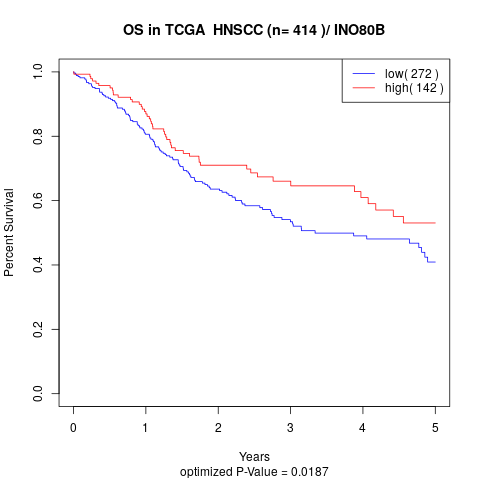 OS in TCGA  HNSCC (n= 414 )/ INO80B
low( 272 )
high( 142 )
Percent Survival
1.0
0.8
0.6
0.4
0.2
0.0
0 1 2 3 4 5
Years
optimized P-Value = 0.0187